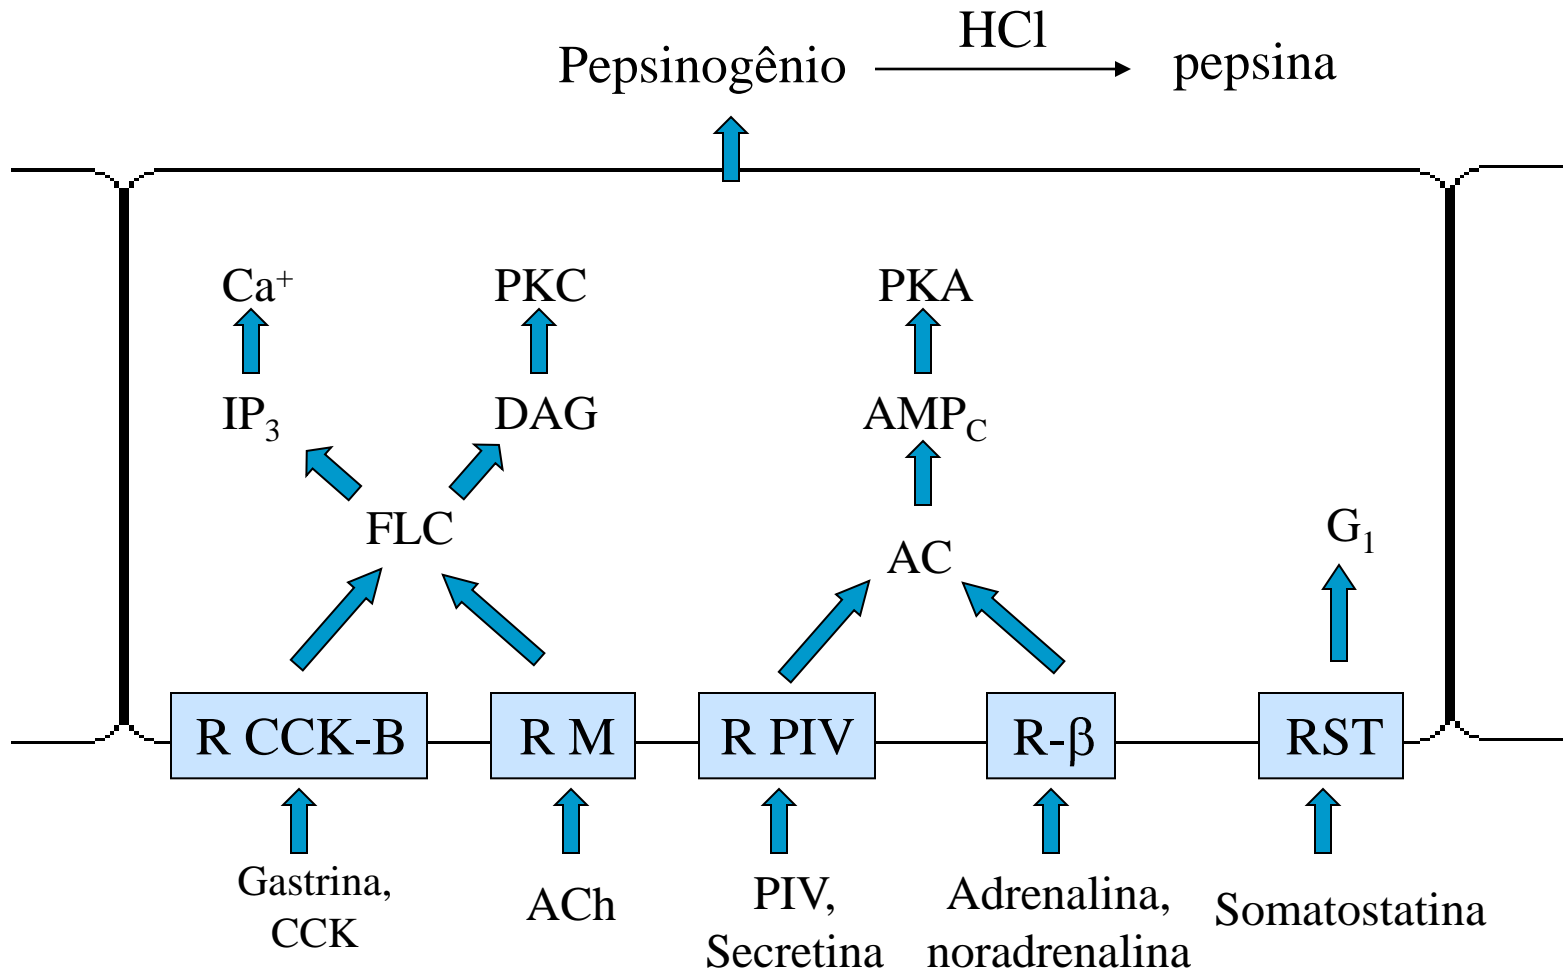 HCl
Pepsinogênio pepsina
Ca⁺ PKC PKA
IP₃ DAG AMP_C
FLC AC G₁
R CCK-B R M R PIV R-β RST
Gastrina, ACh PIV, Adrenalina, Somatostatina
CCK Secretina noradrenalina